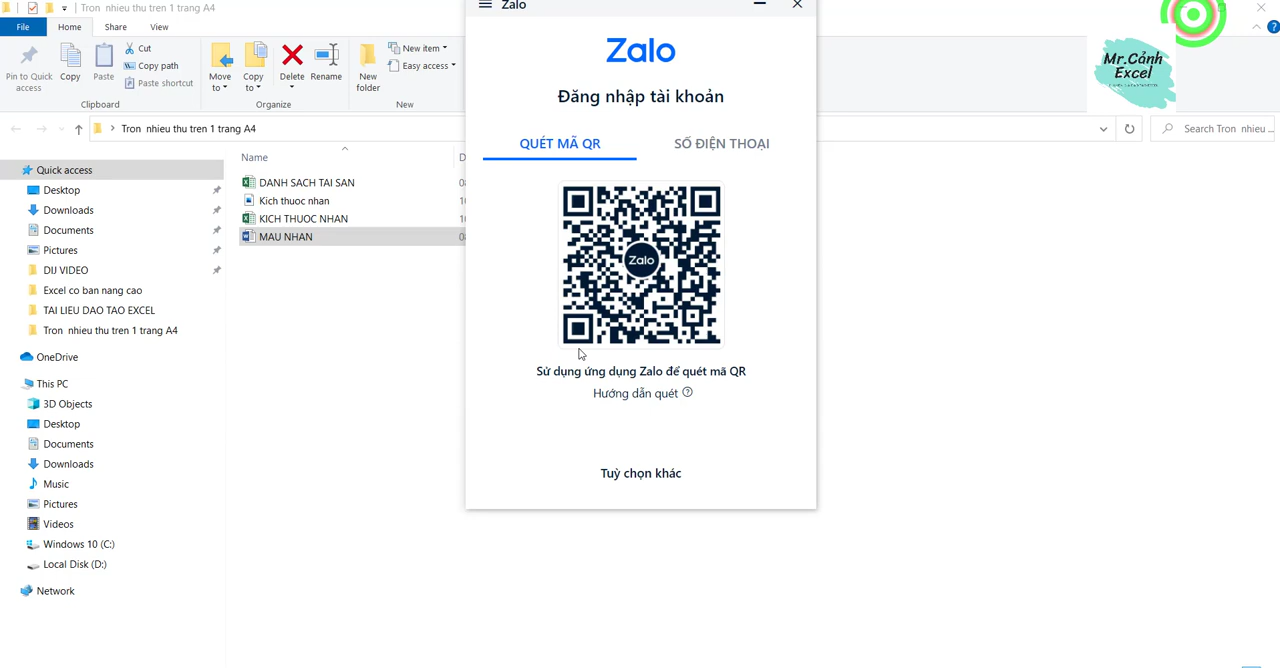 Tron nhieu thu tren 1 trang A4
Zalo
File
Home
Share
View
Pin to Quick access
Copy
Paste
Cut
Copy path
Paste shortcut
Clipboard
Move to
Copy to
Delete
Rename
Organize
New folder
New item
Easy access
New
Mr.Cảnh
Excel
Tron nhieu thu tren 1 trang A4
Search Tron nhieu ...
Zalo
Đăng nhập tài khoản
QUÉT MÃ QR
SỐ ĐIỆN THOẠI
Zalo
Sử dụng ứng dụng Zalo để quét mã QR
Hướng dẫn quét ?
Tuỳ chọn khác
Name
D
DANH SACH TAI SAN
Kich thuoc nhan
KICH THUOC NHAN
MAU NHAN
Quick access
Desktop
Downloads
Documents
Pictures
DIJ VIDEO
Excel co ban nang cao
TAI LIEU DAO TAO EXCEL
Tron nhieu thu tren 1 trang A4
OneDrive
This PC
3D Objects
Desktop
Documents
Downloads
Music
Pictures
Videos
Windows 10 (C:)
Local Disk (D:)
Network